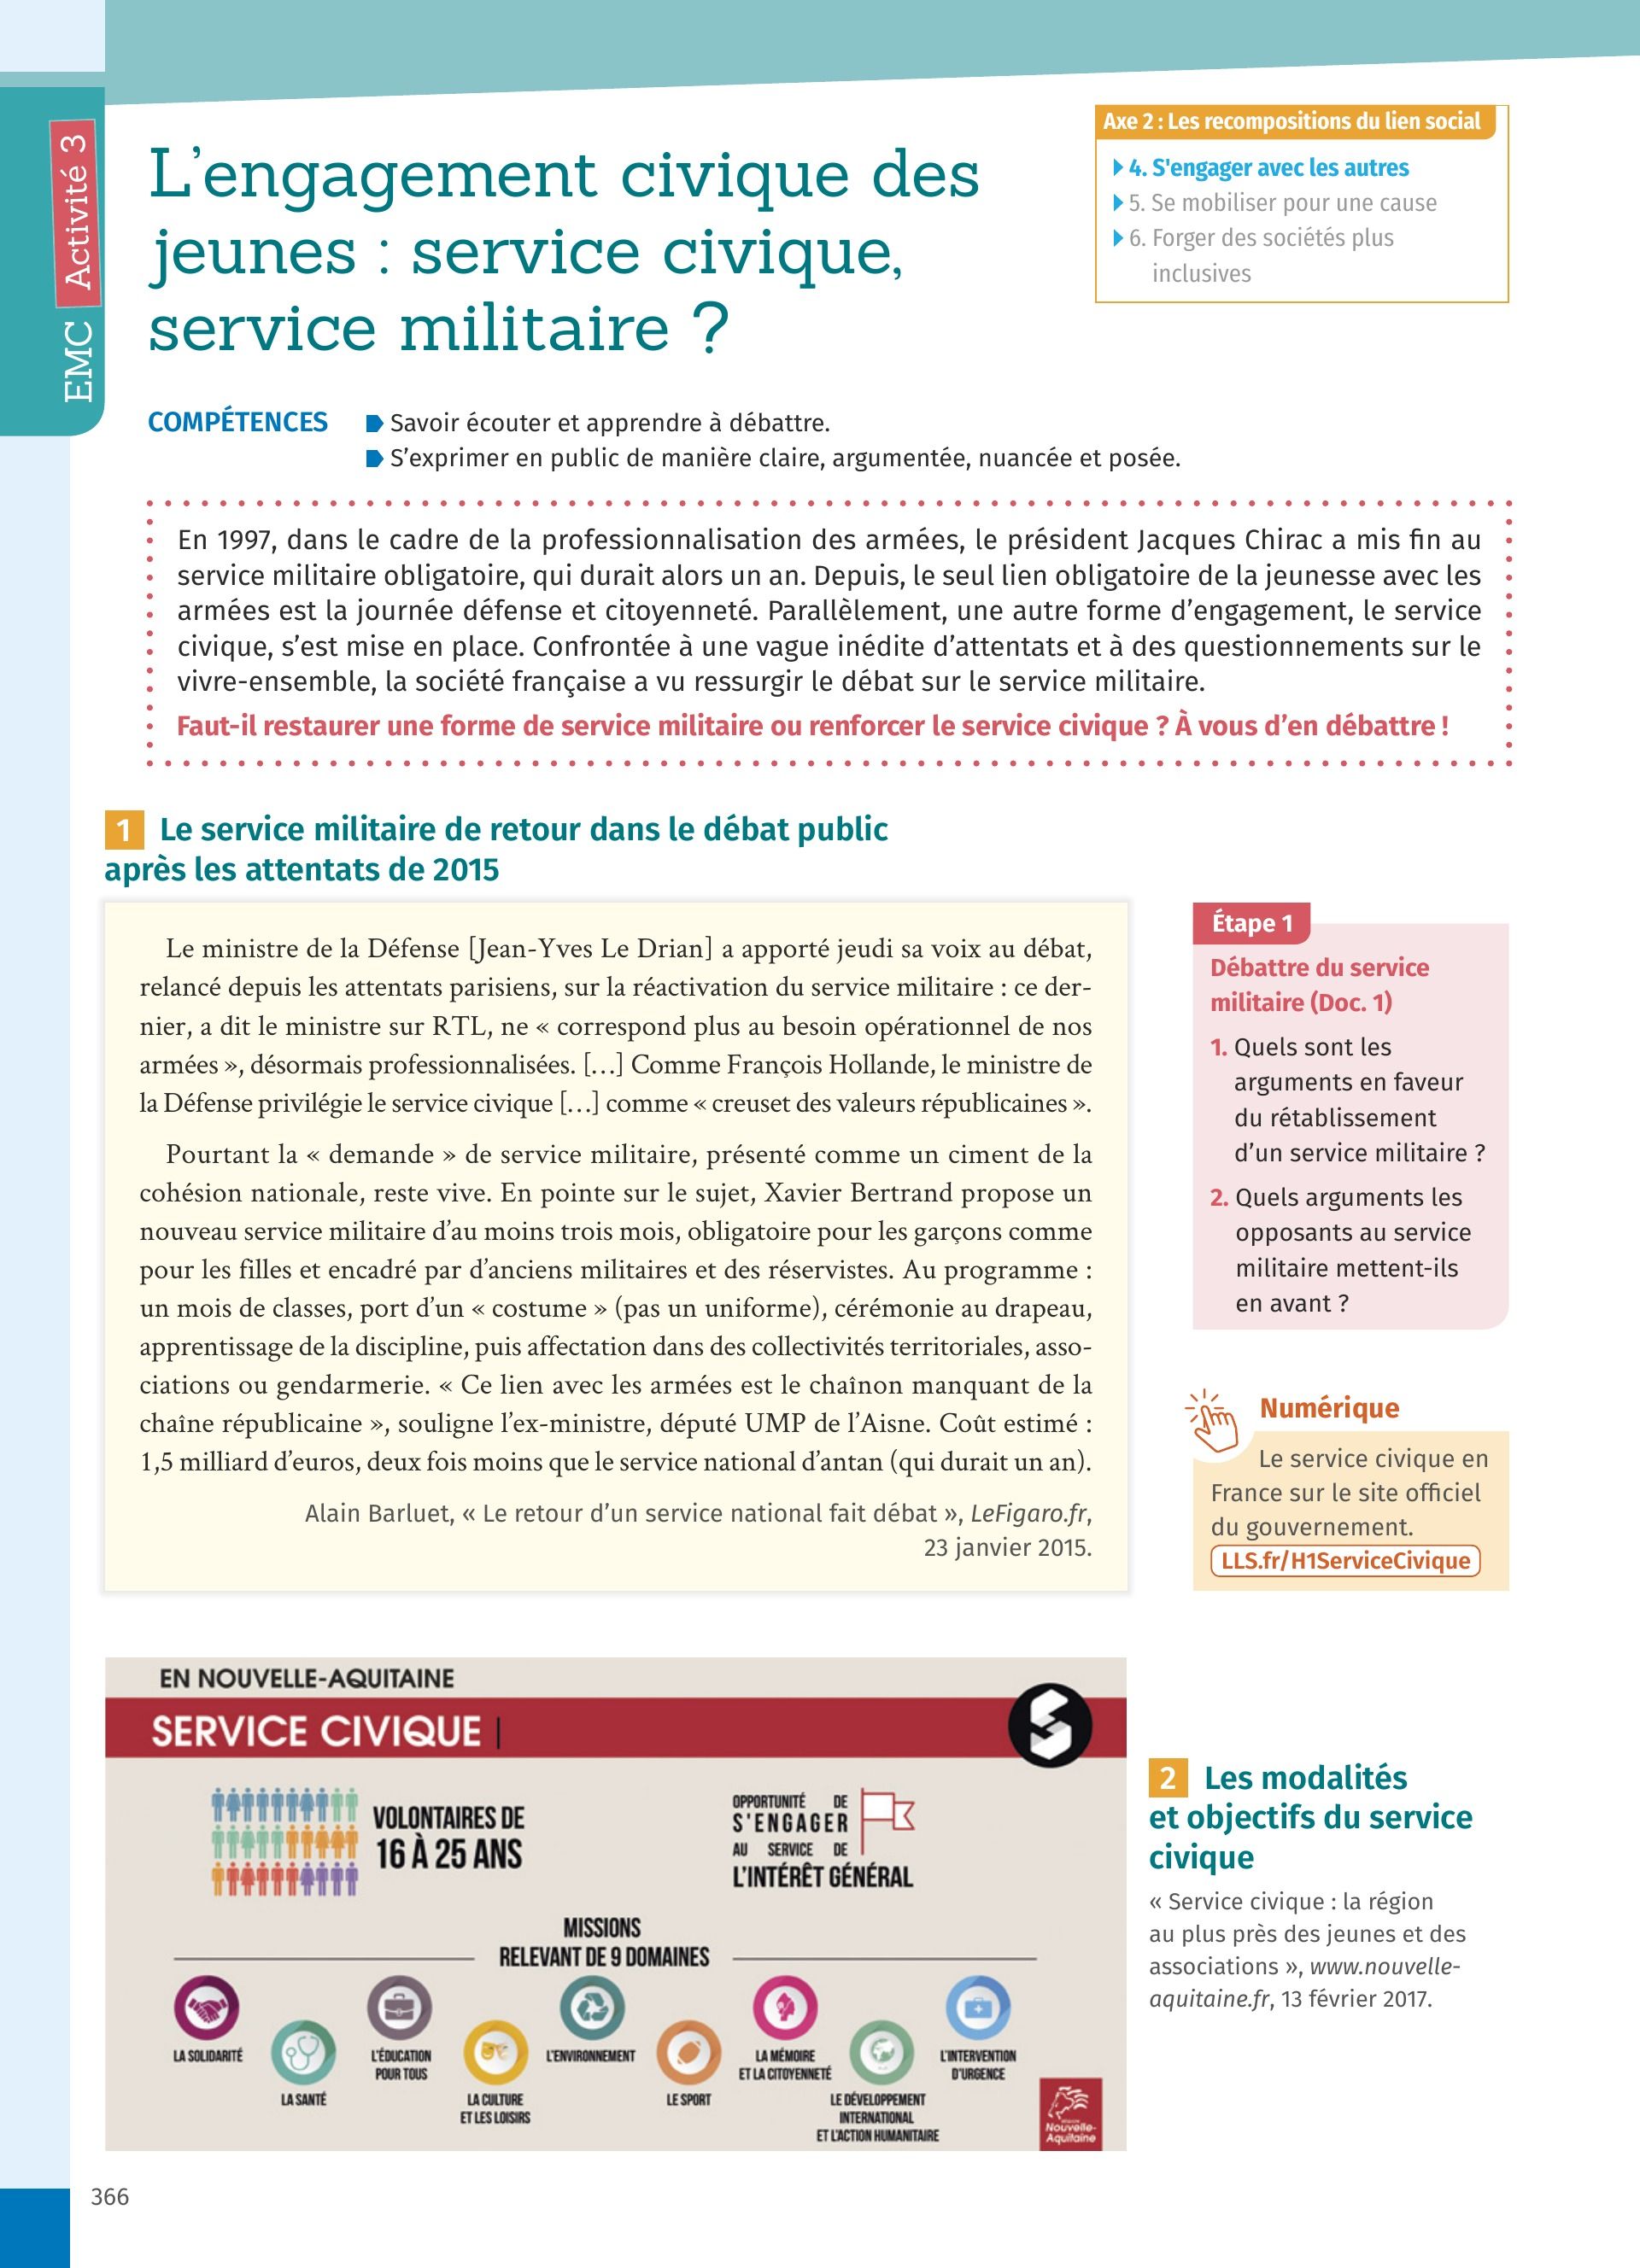 EMC Activité 3
L'engagement civique des
jeunes : service civique,
service militaire ?
Axe 2 : Les recompositions du lien social
4. S'engager avec les autres
5. Se mobiliser pour une cause
6. Forger des sociétés plus
inclusives
COMPÉTENCES
Savoir écouter et apprendre à débattre.
S'exprimer en public de manière claire, argumentée, nuancée et posée.
En 1997, dans le cadre de la professionnalisation des armées, le président Jacques Chirac a mis fin au
service militaire obligatoire, qui durait alors un an. Depuis, le seul lien obligatoire de la jeunesse avec les
armées est la journée défense et citoyenneté. Parallèlement, une autre forme d'engagement, le service
civique, s'est mise en place. Confrontée à une vague inédite d'attentats et à des questionnements sur le
vivre-ensemble, la société française a vu ressurgir le débat sur le service militaire.
Faut-il restaurer une forme de service militaire ou renforcer le service civique ? À vous d'en débattre !
1 Le service militaire de retour dans le débat public
après les attentats de 2015
Le ministre de la Défense [Jean-Yves Le Drian] a apporté jeudi sa voix au débat,
relancé depuis les attentats parisiens, sur la réactivation du service militaire : ce der-
nier, a dit le ministre sur RTL, ne « correspond plus au besoin opérationnel de nos
armées », désormais professionnalisées. […] Comme François Hollande, le ministre de
la Défense privilégie le service civique […] comme « creuset des valeurs républicaines ».
Pourtant la « demande » de service militaire, présenté comme un ciment de la
cohésion nationale, reste vive. En pointe sur le sujet, Xavier Bertrand propose un
nouveau service militaire d'au moins trois mois, obligatoire pour les garçons comme
pour les filles et encadré par d'anciens militaires et des réservistes. Au programme :
un mois de classes, port d'un « costume » (pas un uniforme), cérémonie au drapeau,
apprentissage de la discipline, puis affectation dans des collectivités territoriales, asso-
ciations ou gendarmerie. « Ce lien avec les armées est le chaînon manquant de la
chaîne républicaine », souligne l'ex-ministre, député UMP de l'Aisne. Coût estimé :
1,5 milliard d'euros, deux fois moins que le service national d'antan (qui durait un an).
Alain Barluet, « Le retour d'un service national fait débat », LeFigaro.fr,
23 janvier 2015.
Étape 1
Débattre du service
militaire (Doc. 1)
1. Quels sont les
arguments en faveur
du rétablissement
d'un service militaire ?
2. Quels arguments les
opposants au service
militaire mettent-ils
en avant ?
Numérique
Le service civique en
France sur le site officiel
du gouvernement.
LLS.fr/H1ServiceCivique
EN NOUVELLE-AQUITAINE
SERVICE CIVIQUE |
VOLONTAIRES DE
16 À 25 ANS
OPPORTUNITÉ DE
S'ENGAGER
AU SERVICE DE
L'INTÉRÊT GÉNÉRAL
MISSIONS
RELEVANT DE 9 DOMAINES
LA SOLIDARITÉ
LA SANTÉ
L'ÉDUCATION
POUR TOUS
LA CULTURE
ET LES LOISIRS
L'ENVIRONNEMENT
LE SPORT
LA MÉMOIRE
ET LA CITOYENNETÉ
LE DÉVELOPPEMENT
INTERNATIONAL
ET L'ACTION HUMANITAIRE
L'INTERVENTION
D'URGENCE
Nouvelle-
Aquitaine
2 Les modalités
et objectifs du service
civique
« Service civique : la région
au plus près des jeunes et des
associations », www.nouvelle-
aquitaine.fr, 13 février 2017.
366